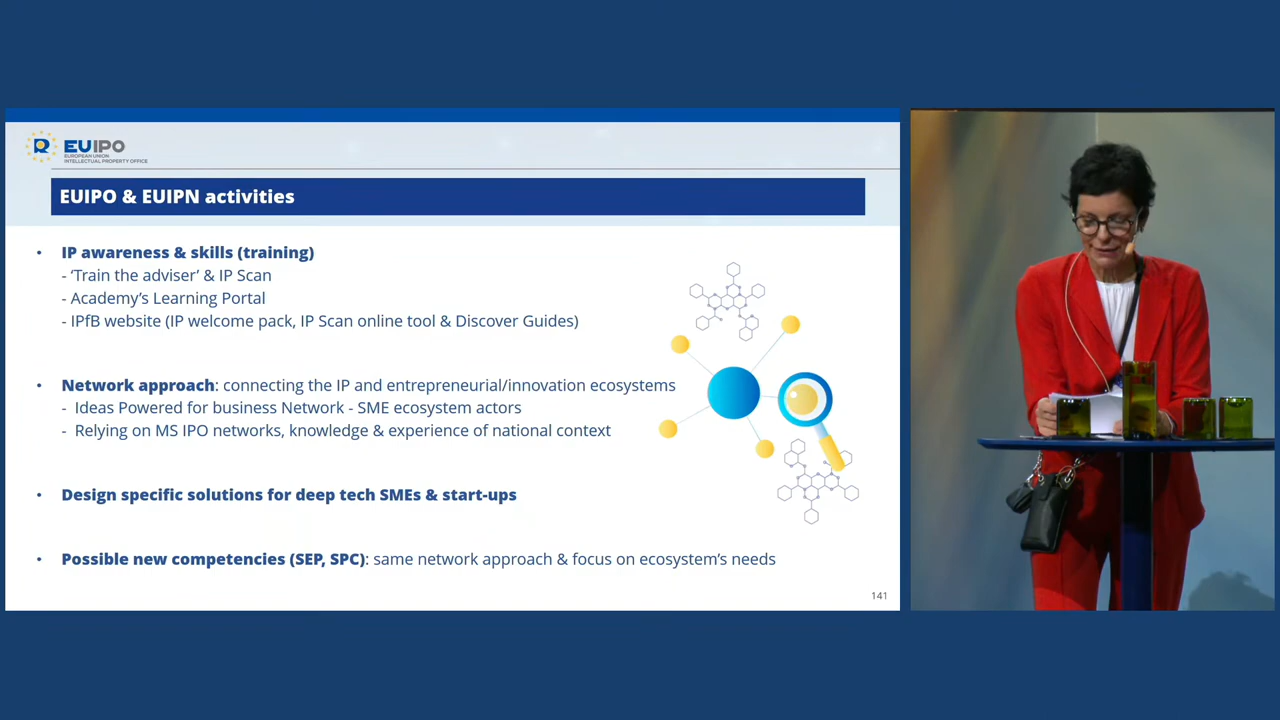 EUIPO
EUROPEAN UNION
INTELLECTUAL PROPERTY OFFICE
EUIPO & EUIPN activities
• IP awareness & skills (training)
- ‘Train the adviser’ & IP Scan
- Academy’s Learning Portal
- IPfB website (IP welcome pack, IP Scan online tool & Discover Guides)
• Network approach: connecting the IP and entrepreneurial/innovation ecosystems
- Ideas Powered for business Network - SME ecosystem actors
- Relying on MS IPO networks, knowledge & experience of national context
• Design specific solutions for deep tech SMEs & start-ups
• Possible new competencies (SEP, SPC): same network approach & focus on ecosystem’s needs
141